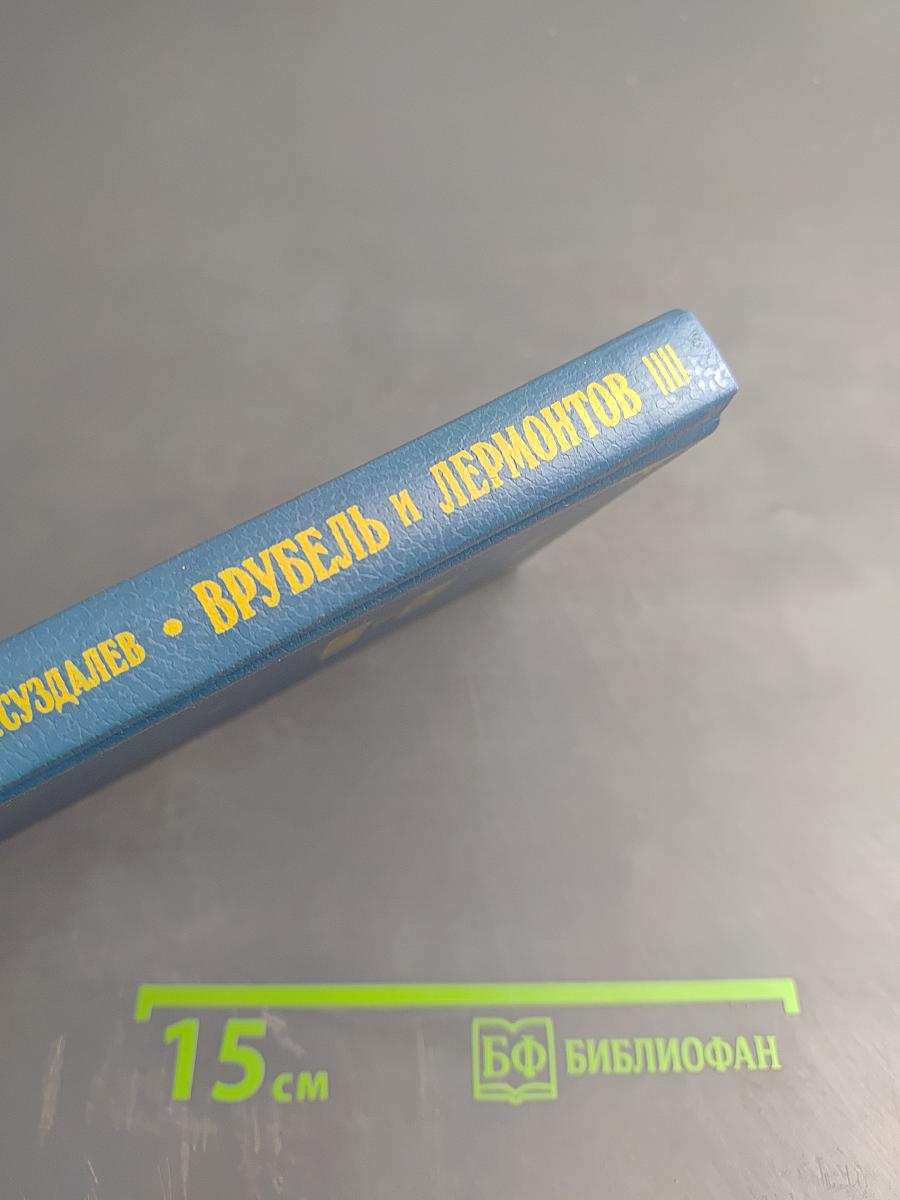 СУЗДАЛЕВ • ВРУБЕЛЬ и ЛЕРМОНТОВ
15 см
БФ БИБЛИОФАН